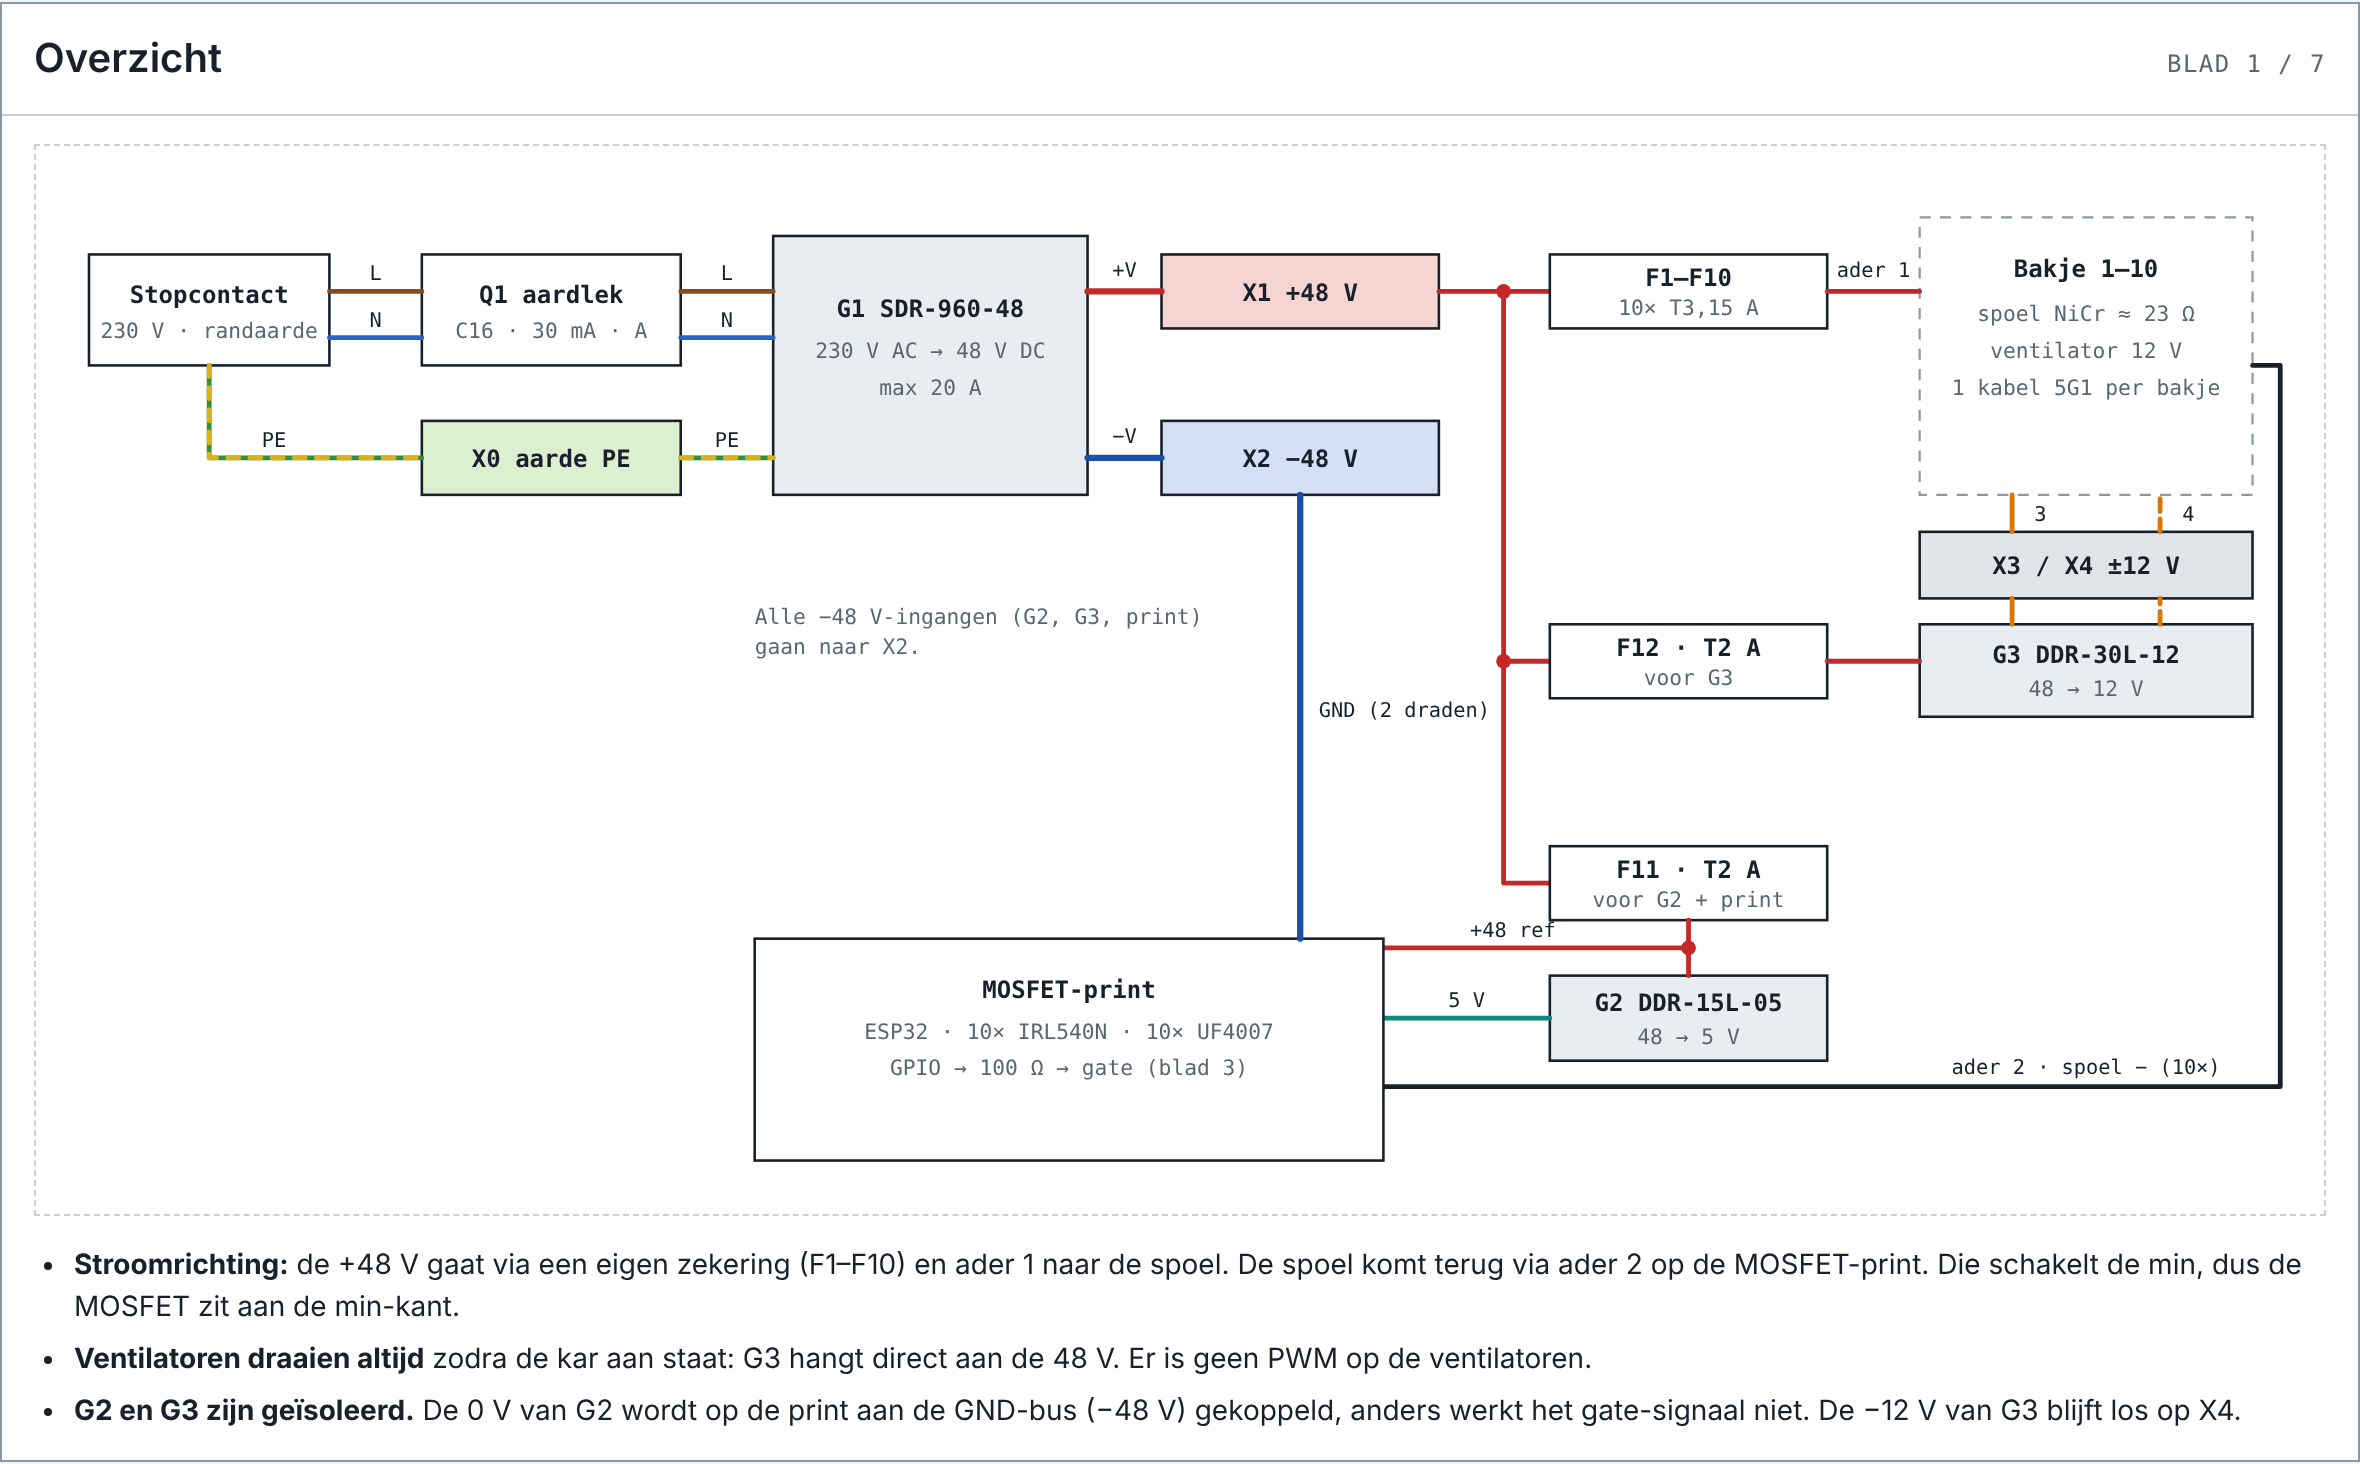 Overzicht
BLAD 1 / 7
Stopcontact
230 V · randaarde
L
N
Q1 aardlek
C16 · 30 mA · A
L
N
G1 SDR-960-48
230 V AC → 48 V DC
max 20 A
+V
X1 +48 V
F1–F10
10× T3,15 A
ader 1
Bakje 1–10
spoel NiCr ≈ 23 Ω
ventilator 12 V
1 kabel 5G1 per bakje
PE
X0 aarde PE
PE
−V
X2 −48 V
3
4
X3 / X4 ±12 V
Alle −48 V-ingangen (G2, G3, print)
gaan naar X2.
F12 · T2 A
voor G3
G3 DDR-30L-12
48 → 12 V
GND (2 draden)
F11 · T2 A
voor G2 + print
+48 ref
MOSFET-print
ESP32 · 10× IRL540N · 10× UF4007
GPIO → 100 Ω → gate (blad 3)
5 V
G2 DDR-15L-05
48 → 5 V
ader 2 · spoel − (10×)
• Stroomrichting: de +48 V gaat via een eigen zekering (F1–F10) en ader 1 naar de spoel. De spoel komt terug via ader 2 op de MOSFET-print. Die schakelt de min, dus de
MOSFET zit aan de min-kant.
• Ventilatoren draaien altijd zodra de kar aan staat: G3 hangt direct aan de 48 V. Er is geen PWM op de ventilatoren.
• G2 en G3 zijn geïsoleerd. De 0 V van G2 wordt op de print aan de GND-bus (−48 V) gekoppeld, anders werkt het gate-signaal niet. De −12 V van G3 blijft los op X4.